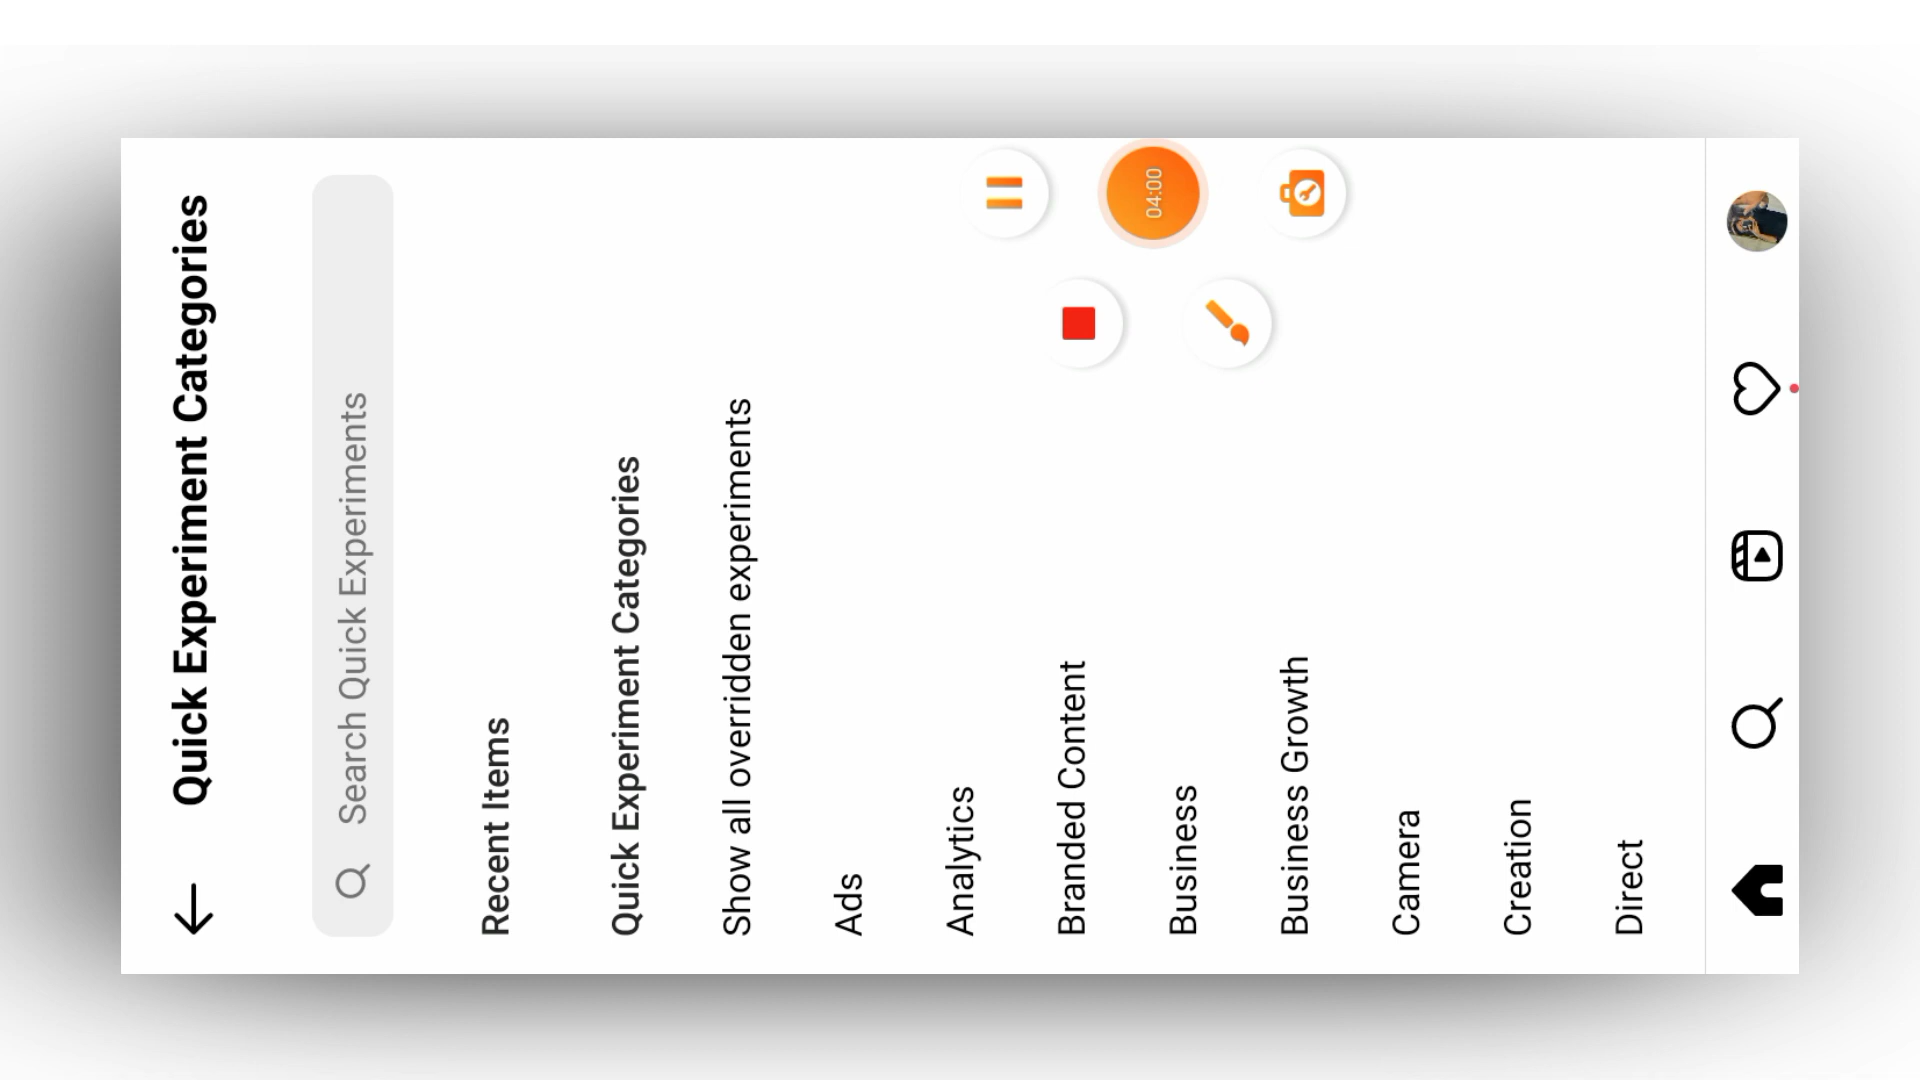 Quick Experiment Categories
Search Quick Experiments
Recent Items
Quick Experiment Categories
Show all overridden experiments
Ads
Analytics
Branded Content
Business
Business Growth
Camera
Creation
Direct
04:00